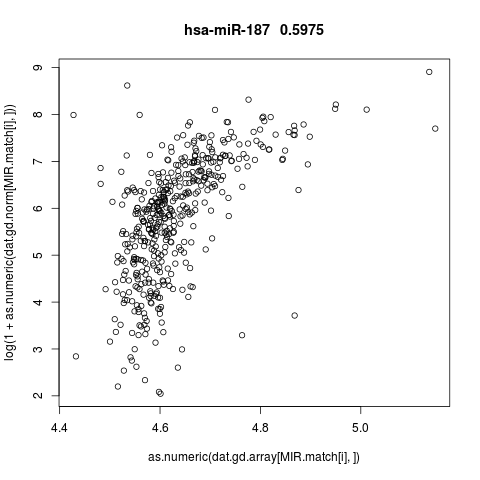 hsa-miR-187 0.5975
9
8
7
6
5
4
3
2
log(1 + as.numeric(dat.gd.norm[MIR.match[i], ]))
4.4 4.6 4.8 5.0
as.numeric(dat.gd.array[MIR.match[i], ])